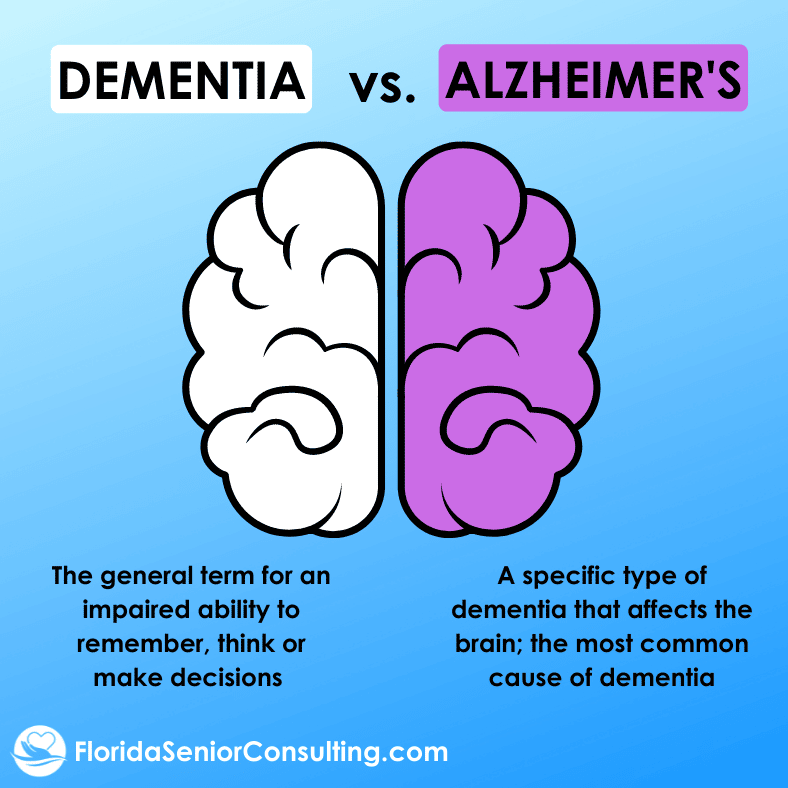 DEMENTIA vs. ALZHEIMER'S
The general term for an
impaired ability to
remember, think or
make decisions
A specific type of
dementia that affects the
brain; the most common
cause of dementia
FloridaSeniorConsulting.com